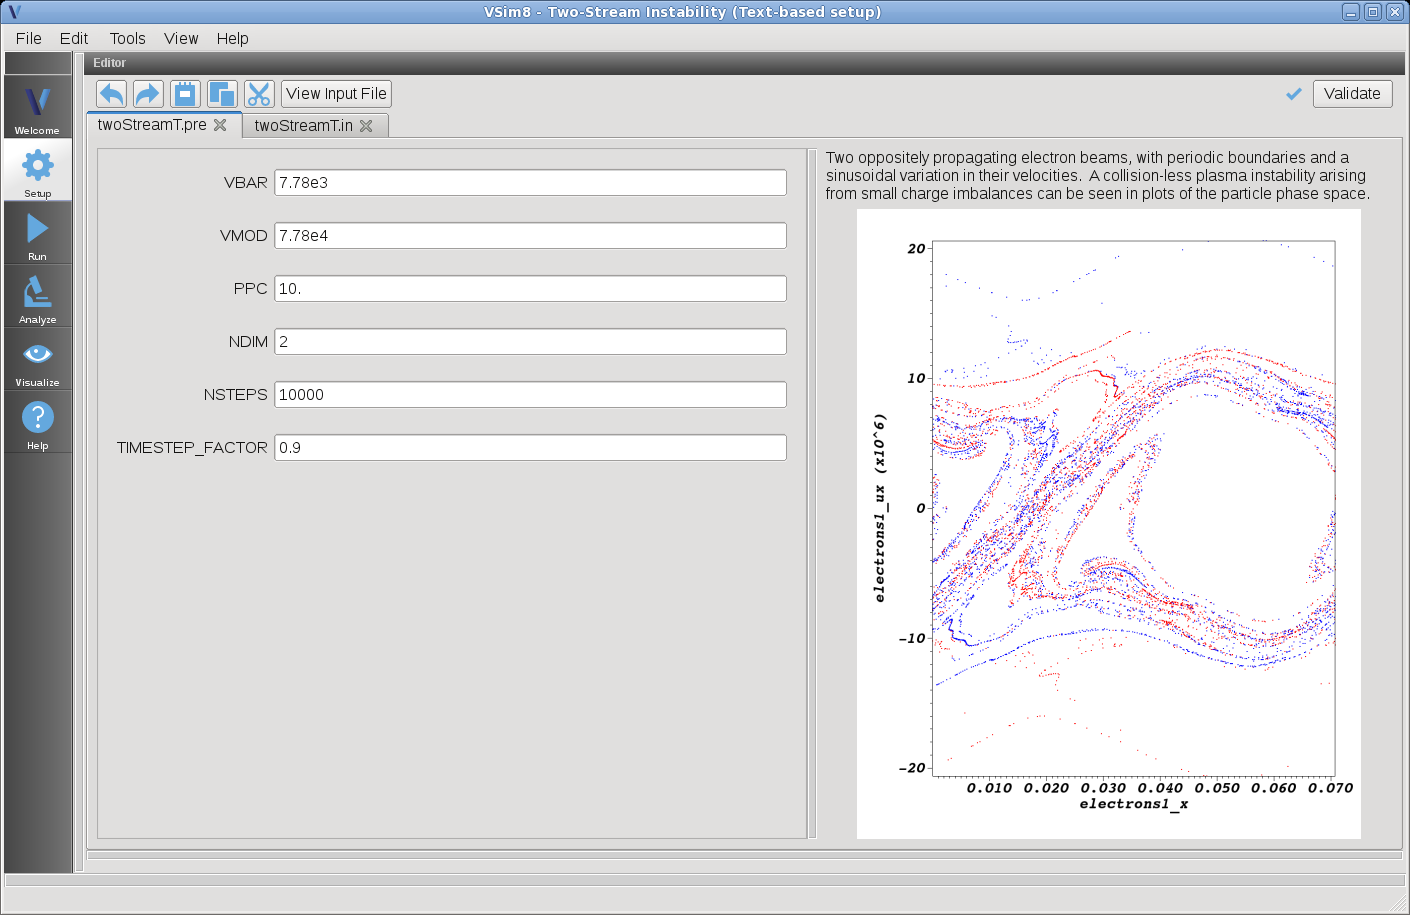 VSim8 - Two-Stream Instability (Text-based setup)
File Edit Tools View Help
Editor
View Input File
Validate
Welcome
Setup
Run
Analyze
Visualize
Help
twoStreamT.pre
twoStreamT.in
VBAR 7.78e3
VMOD 7.78e4
PPC 10.
NDIM 2
NSTEPS 10000
TIMESTEP_FACTOR 0.9
Two oppositely propagating electron beams, with periodic boundaries and a
sinusoidal variation in their velocities. A collision-less plasma instability arising
from small charge imbalances can be seen in plots of the particle phase space.
20
10
0
-10
-20
electrons1_ux (x10^6)
0.010 0.020 0.030 0.040 0.050 0.060 0.070
electrons1_x